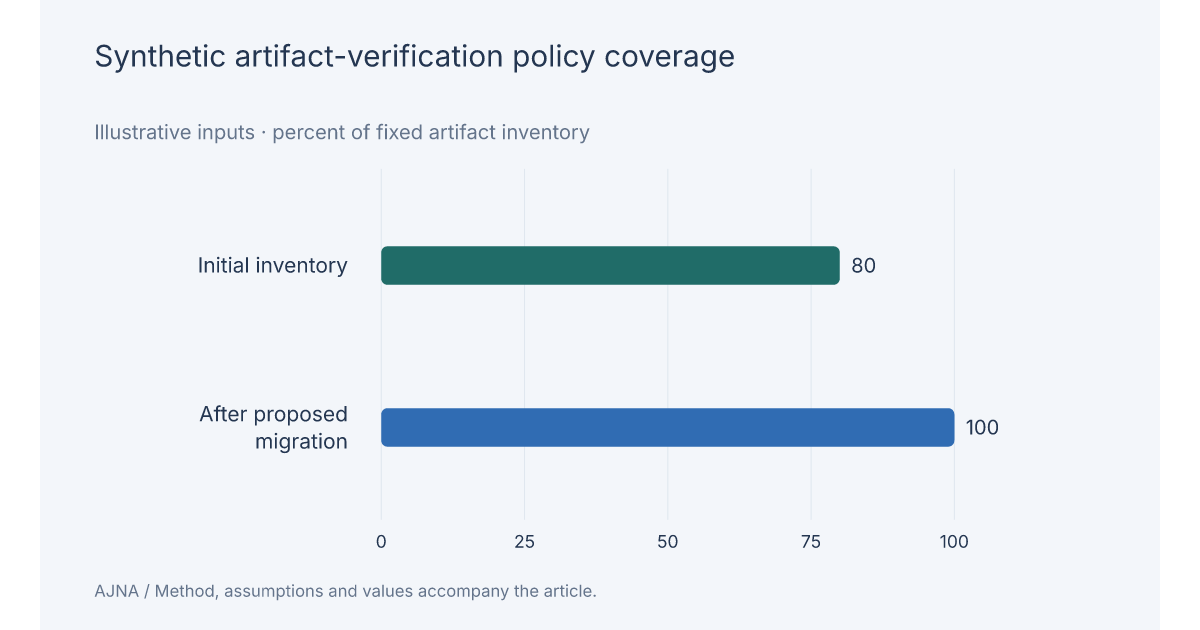 Synthetic artifact-verification policy coverage
Illustrative inputs · percent of fixed artifact inventory
Initial inventory
80
After proposed
migration
100
0 25 50 75 100
AJNA / Method, assumptions and values accompany the article.